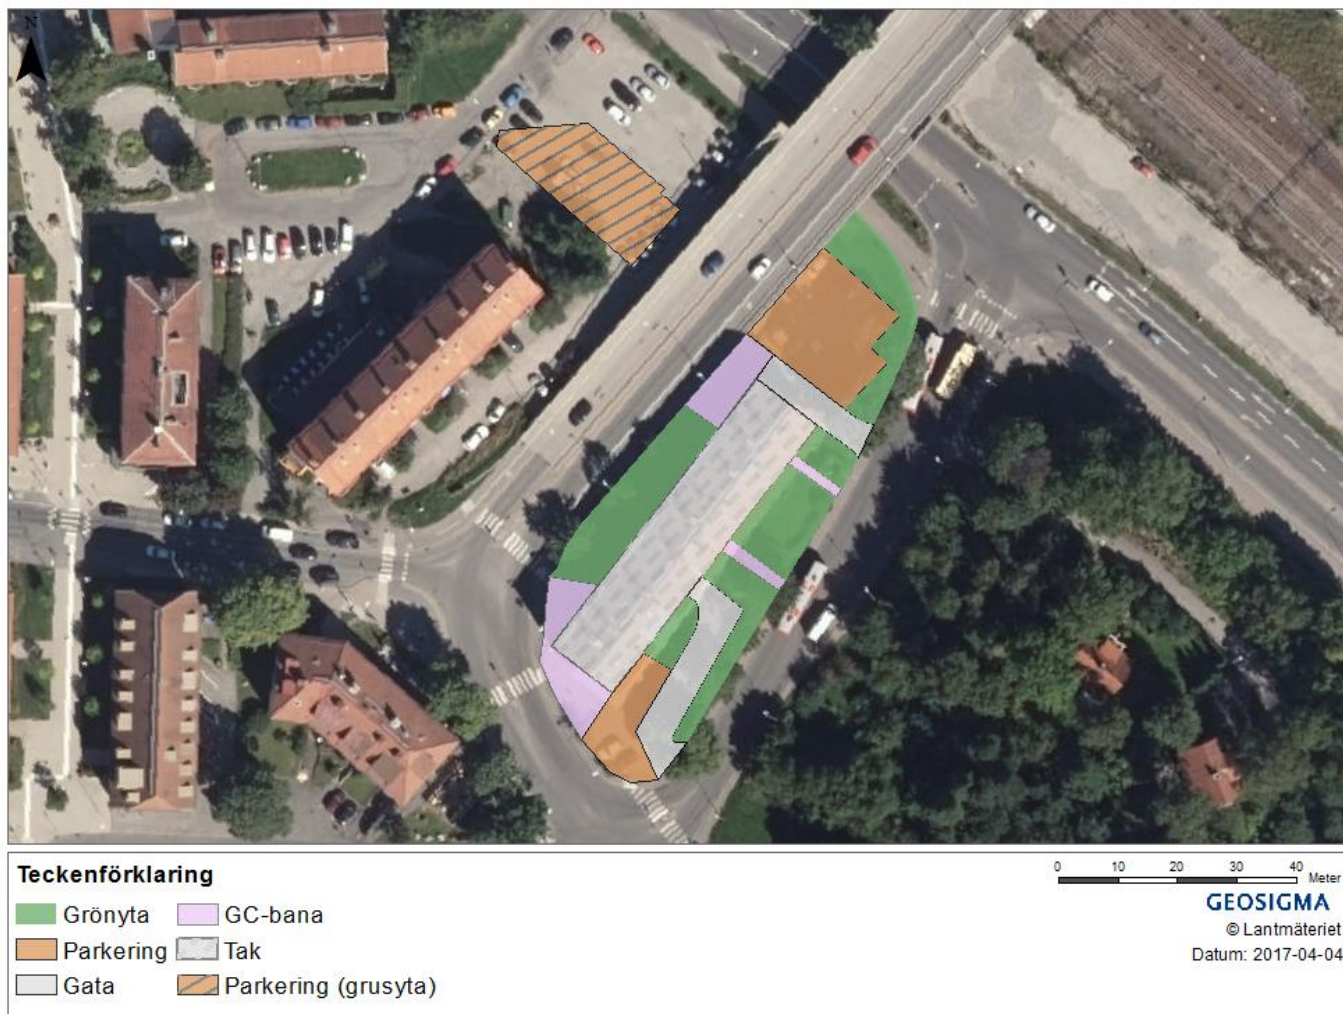 N
Teckenförklaring
Grönyta
GC-bana
Parkering
Tak
Gata
Parkering (grusyta)
0 10 20 30 40
Meter
GEOSIGMA
© Lantmäteriet
Datum: 2017-04-04